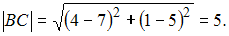 |BC| = √((4 − 7)² + (1 − 5)²) = 5.